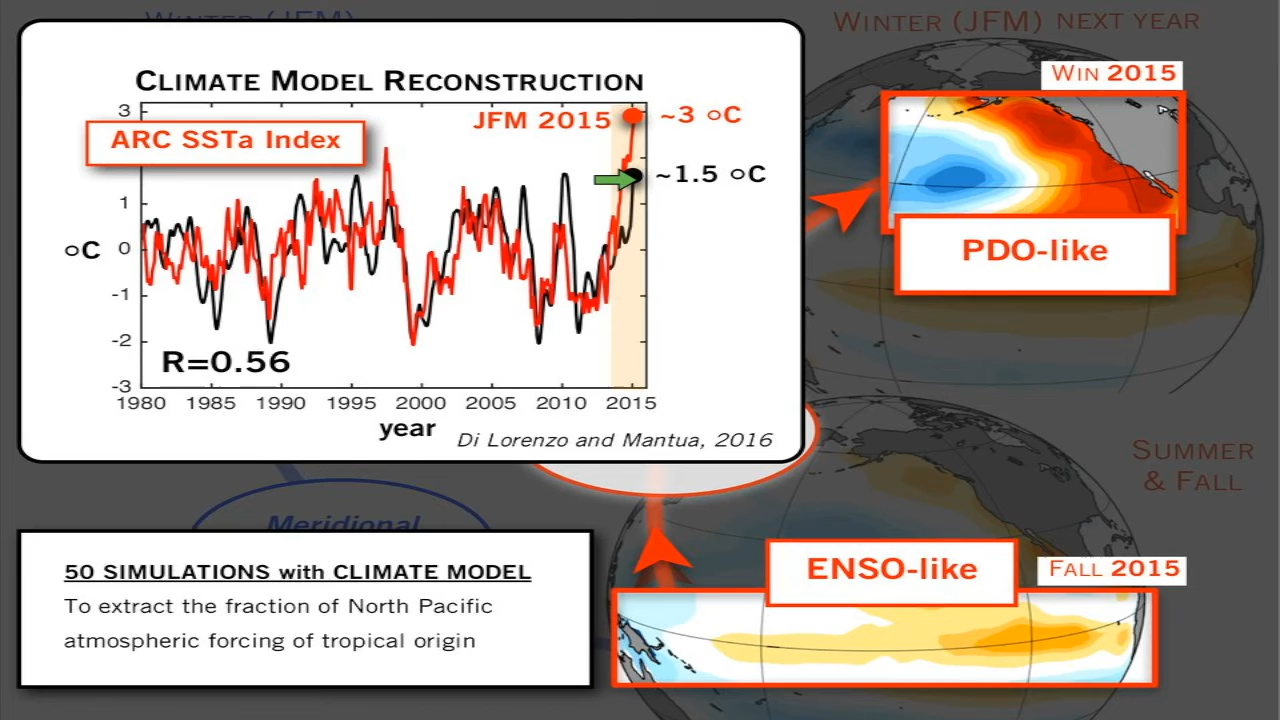 WINTER (JFM)
WINTER (JFM) NEXT YEAR
WIN 2015
CLIMATE MODEL RECONSTRUCTION
ARC SSTa Index
JFM 2015
~3 °C
~1.5 °C
3
1
0
-1
-2
-3
°C
R=0.56
1980 1985 1990 1995 2000 2005 2010 2015
year
Di Lorenzo and Mantua, 2016
PDO-like
SUMMER
& FALL
Meridional
50 SIMULATIONS with CLIMATE MODEL
To extract the fraction of North Pacific
atmospheric forcing of tropical origin
ENSO-like
FALL 2015